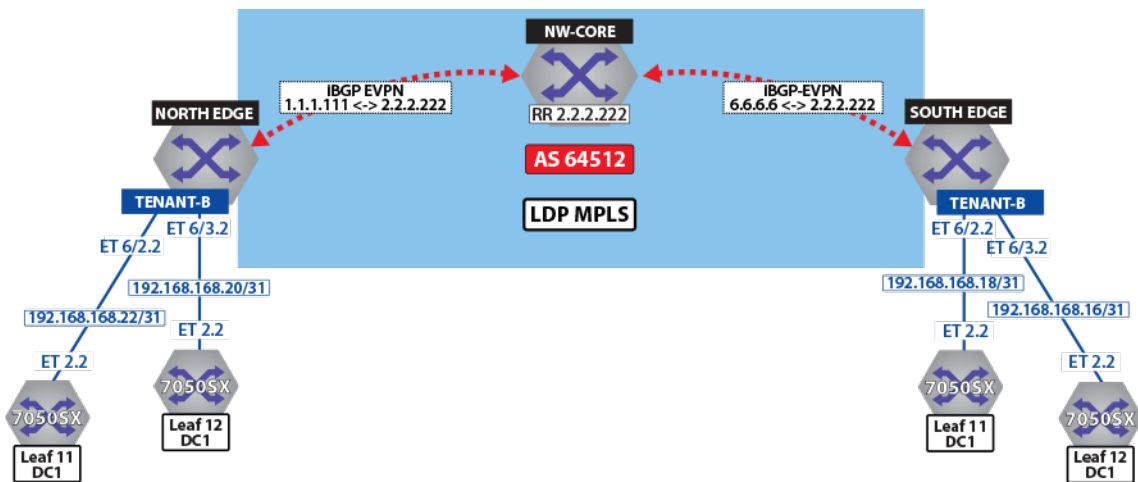 NW-CORE
iBGP EVPN
1.1.1.111 <-> 2.2.2.222
iBGP-EVPN
6.6.6.6 <-> 2.2.2.222
RR 2.2.2.222
NORTH EDGE
SOUTH EDGE
AS 64512
LDP MPLS
TENANT-B
TENANT-B
ET 6/2.2
ET 6/3.2
ET 6/2.2
ET 6/3.2
192.168.168.20/31
192.168.168.22/31
192.168.168.18/31
192.168.168.16/31
ET 2.2
ET 2.2
ET 2.2
ET 2.2
7050SX
Leaf 11
DC1
7050SX
Leaf 12
DC1
7050SX
Leaf 11
DC1
7050SX
Leaf 12
DC1